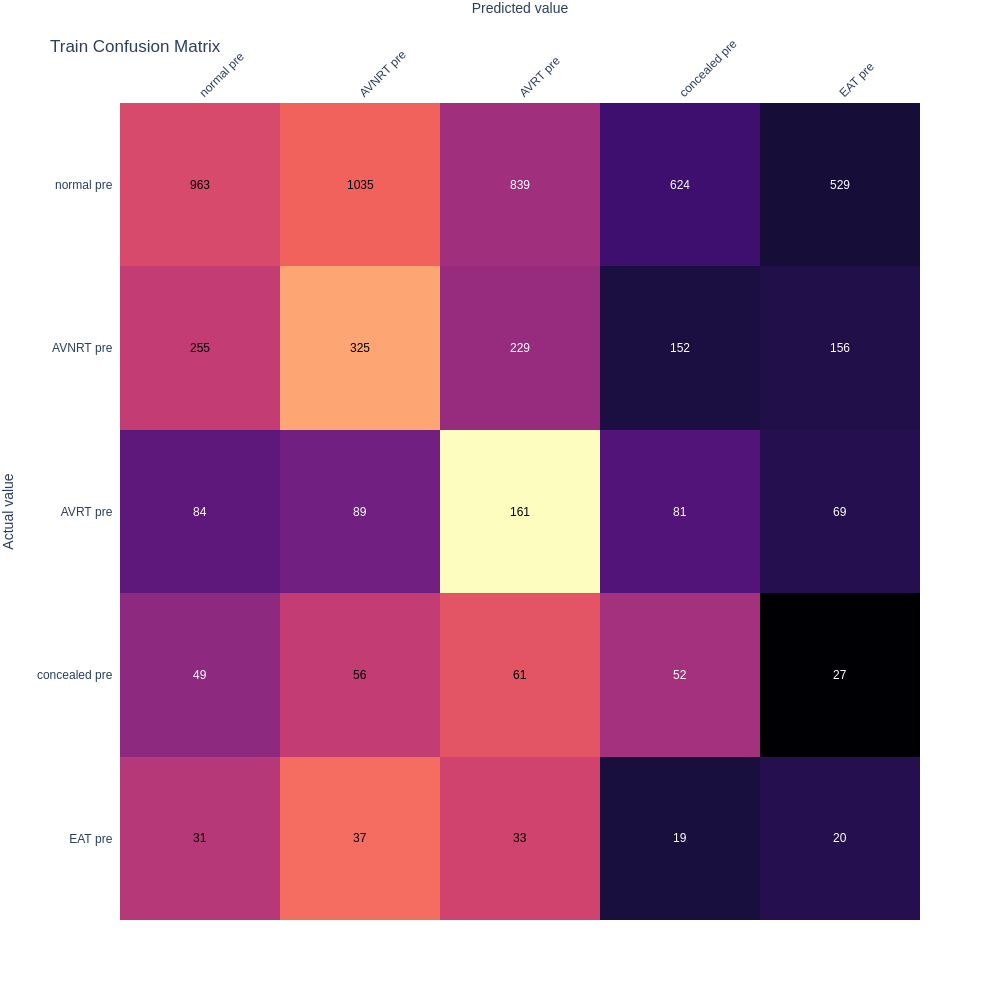 Predicted value
Train Confusion Matrix
normal pre AVNRT pre AVRT pre concealed pre EAT pre
normal pre 963 1035 839 624 529
AVNRT pre 255 325 229 152 156
AVRT pre 84 89 161 81 69
Actual value
concealed pre 49 56 61 52 27
EAT pre 31 37 33 19 20